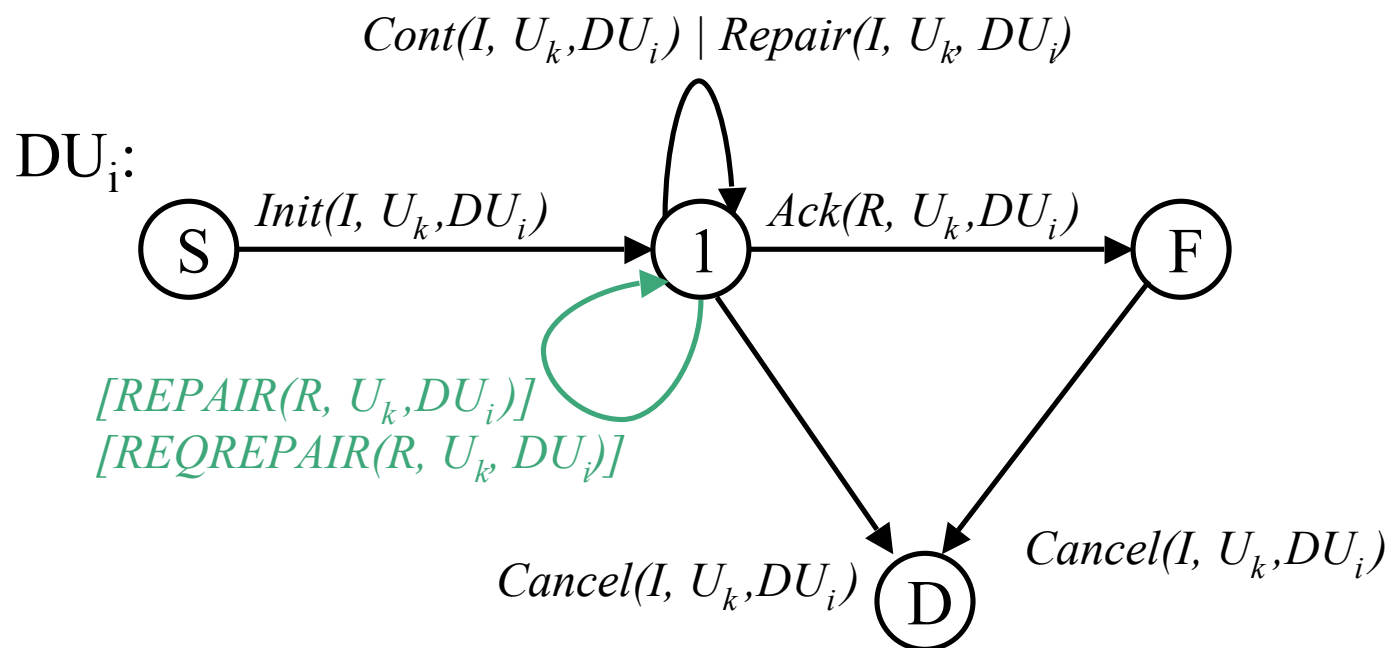 Cont(I, U_k,DU_i) | Repair(I, U_k, DU_i)
DU_i:
Init(I, U_k,DU_i)
Ack(R, U_k,DU_i)
S
1
F
[REPAIR(R, U_k,DU_i)]
[REQREPAIR(R, U_k, DU_i)]
Cancel(I, U_k,DU_i)
Cancel(I, U_k,DU_i)
D